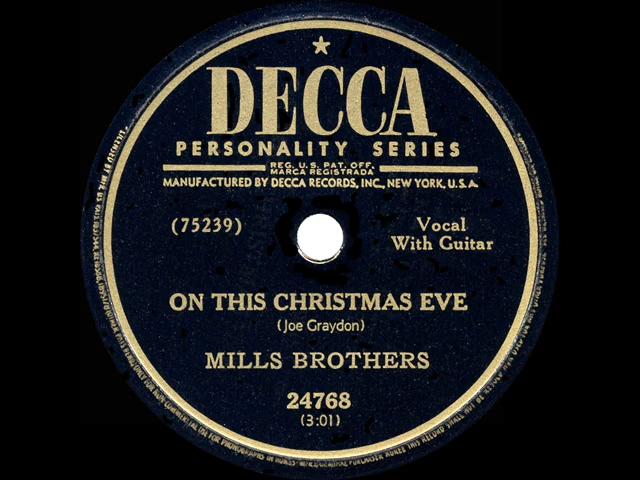 DECCA
PERSONALITY SERIES
REG. U.S. PAT. OFF.
MARCA REGISTRADA
MANUFACTURED BY DECCA RECORDS, INC., NEW YORK, U.S.A.
(75239)
Vocal
With Guitar
ON THIS CHRISTMAS EVE
(Joe Graydon)
MILLS BROTHERS
24768
(3:01)